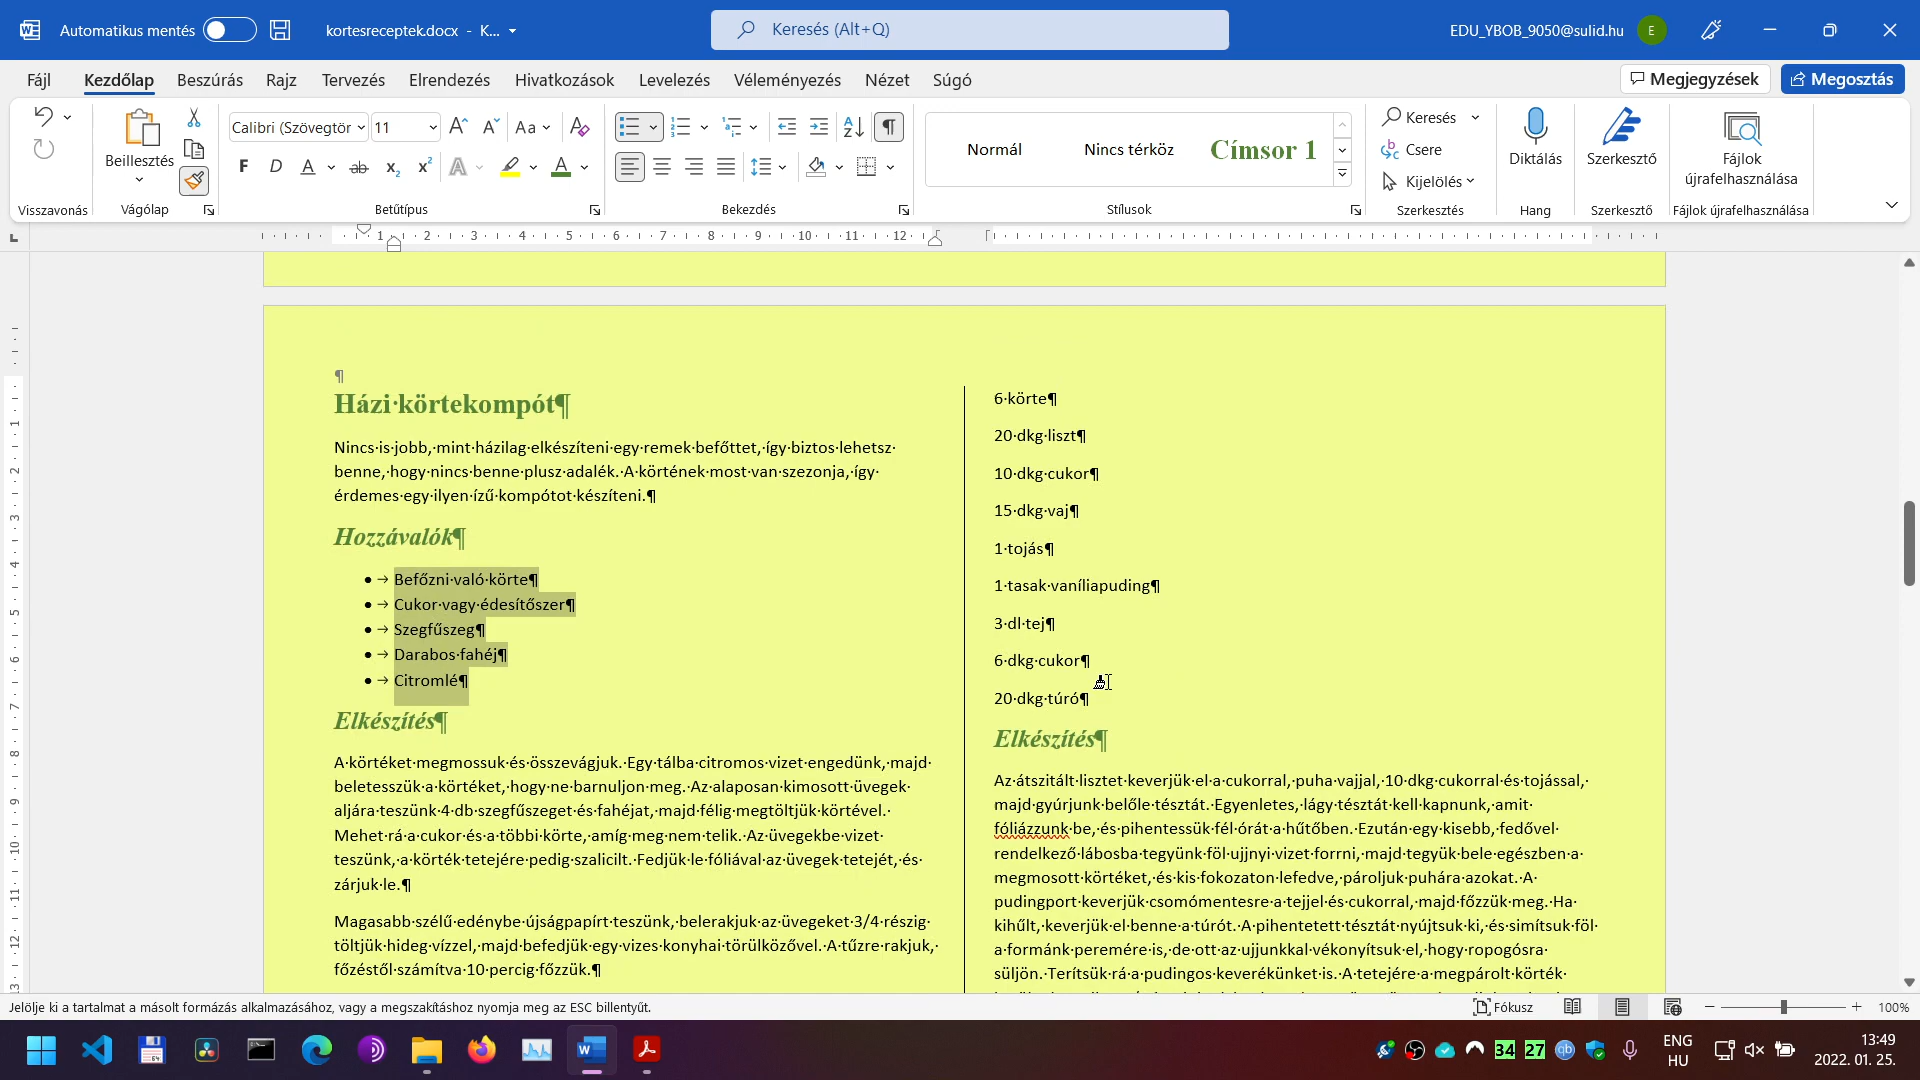 Automatikus mentés
kortesreceptek.docx - K...
Keresés (Alt+Q)
EDU_YBOB_9050@sulid.hu
E
Fájl Kezdőlap Beszúrás Rajz Tervezés Elrendezés Hivatkozások Levelezés Véleményezés Nézet Súgó
Megjegyzések
Megosztás
Beillesztés
Calibri (Szövegtör
11
Normál
Nincs térköz
Címsor 1
Keresés
Csere
Kijelölés
Diktálás
Szerkesztő
Fájlok
újrafelhasználása
Visszavonás
Vágólap
Betűtípus
Bekezdés
Stílusok
Szerkesztés
Hang
Szerkesztő
Fájlok újrafelhasználása
1 2 3 4 5 6 7 8 9 10 11 12
¶
Házi·körtekompót¶
Nincs·is·jobb,·mint·házilag·elkészíteni·egy·remek·befőttet,·így·biztos·lehetsz·
benne,·hogy·nincs·benne·plusz·adalék.·A·körtének·most·van·szezonja,·így·
érdemes·egy·ilyen·ízű·kompótot·készíteni.¶
Hozzávalók¶
•→Befőzni·való·körte¶
•→Cukor·vagy·édesítőszer¶
•→Szegfűszeg¶
•→Darabos·fahéj¶
•→Citromlé¶
Elkészítés¶
A·körtéket·megmossuk·és·összevágjuk.·Egy·tálba·citromos·vizet·engedünk,·majd·
beletesszük·a·körtéket,·hogy·ne·barnuljon·meg.·Az·alaposan·kimosott·üvegek·
aljára·teszünk·4·db·szegfűszeget·és·fahéjat,·majd·félig·megtöltjük·körtével.·
Mehet·rá·a·cukor·és·a·többi·körte,·amíg·meg·nem·telik.·Az·üvegekbe·vizet·
teszünk,·a·körték·tetejére·pedig·szalicilt.·Fedjük·le·fóliával·az·üvegek·tetejét,·és·
zárjuk·le.¶
Magasabb·szélű·edénybe·újságpapírt·teszünk,·belerakjuk·az·üvegeket·3/4·részig·
töltjük·hideg·vízzel,·majd·befedjük·egy·vizes·konyhai·törülközővel.·A·tűzre·rakjuk,·
főzéstől·számítva·10·percig·főzzük.¶
6·körte¶
20·dkg·liszt¶
10·dkg·cukor¶
15·dkg·vaj¶
1·tojás¶
1·tasak·vaníliapuding¶
3·dl·tej¶
6·dkg·cukor¶
20·dkg·túró¶
Elkészítés¶
Az·átszitált·lisztet·keverjük·el·a·cukorral,·puha·vajjal,·10·dkg·cukorral·és·tojással,·
majd·gyúrjunk·belőle·tésztát.·Egyenletes,·lágy·tésztát·kell·kapnunk,·amit·
fóliázzunk·be,·és·pihentessük·fél·órát·a·hűtőben.·Ezután·egy·kisebb,·fedővel·
rendelkező·lábosba·tegyünk·föl·ujjnyi·vizet·forrni,·majd·tegyük·bele·egészben·a·
megmosott·körtéket,·és·kis·fokozaton·lefedve,·pároljuk·puhára·azokat.·A·
pudingport·keverjük·csomómentesre·a·tejjel·és·cukorral,·majd·főzzük·meg.·Ha·
kihűlt,·keverjük·el·benne·a·túrót.·A·pihentetett·tésztát·nyújtsuk·ki,·és·simítsuk·föl·
a·formánk·peremére·is,·de·ott·az·ujjunkkal·vékonyítsuk·el,·hogy·ropogósra·
süljön.·Terítsük·rá·a·pudingos·keverékünket·is.·A·tetejére·a·megpárolt·körték·
Jelölje ki a tartalmat a másolt formázás alkalmazásához, vagy a megszakításhoz nyomja meg az ESC billentyűt.
Fókusz
100%
34
27
ENG
HU
13:49
2022. 01. 25.